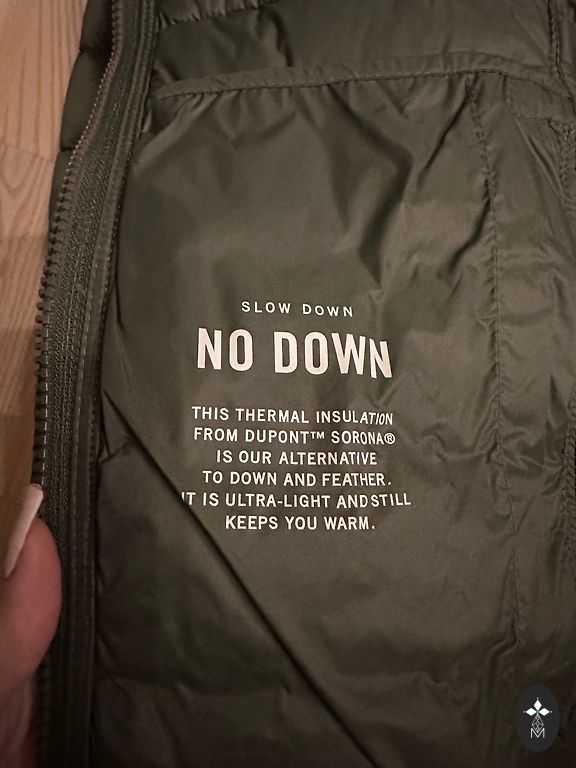 SLOW DOWN
NO DOWN
THIS THERMAL INSULATION
FROM DUPONT™ SORONA®
IS OUR ALTERNATIVE
TO DOWN AND FEATHER.
IT IS ULTRA-LIGHT AND STILL
KEEPS YOU WARM.
M